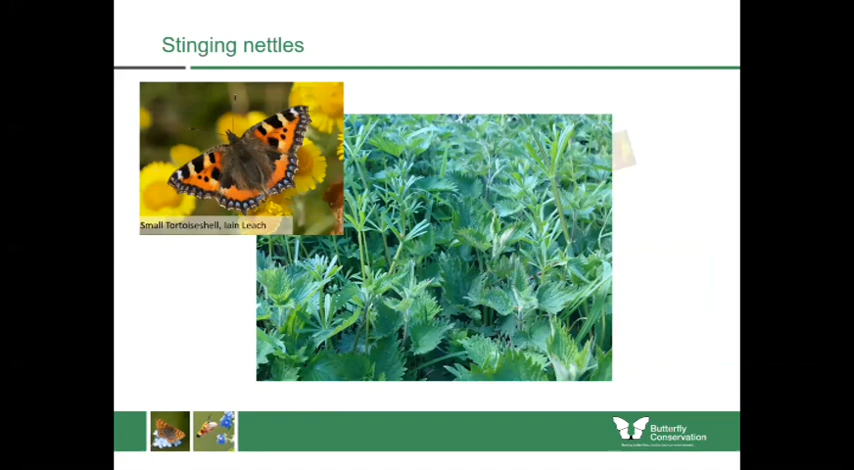 Stinging nettles
Small Tortoiseshell, Iain Leach
Butterfly
Conservation